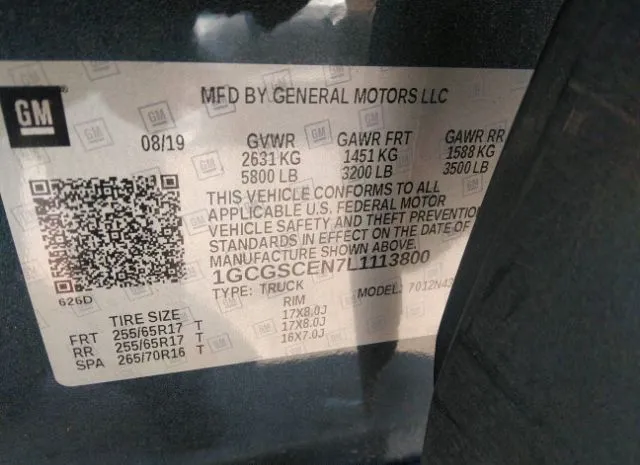 GM ®
MFD BY GENERAL MOTORS LLC
08/19 GVWR GAWR FRT GAWR RR
2631 KG 1451 KG 1588 KG
5800 LB 3200 LB 3500 LB
THIS VEHICLE CONFORMS TO ALL
APPLICABLE U.S. FEDERAL MOTOR
VEHICLE SAFETY AND THEFT PREVENTION
STANDARDS IN EFFECT ON THE DATE OF
1GCGSCEN7L1113800
626D
TYPE: TRUCK MODEL:
TIRE SIZE RIM
FRT 255/65R17 T 17X8.0J
RR 255/65R17 T 17X8.0J
SPA 265/70R16 T 16X7.0J